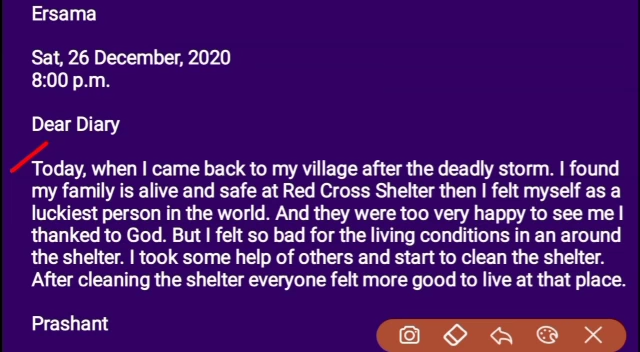 Ersama
Sat, 26 December, 2020
8:00 p.m.
Dear Diary
Today, when I came back to my village after the deadly storm. I found
my family is alive and safe at Red Cross Shelter then I felt myself as a
luckiest person in the world. And they were too very happy to see me I
thanked to God. But I felt so bad for the living conditions in an around
the shelter. I took some help of others and start to clean the shelter.
After cleaning the shelter everyone felt more good to live at that place.
Prashant